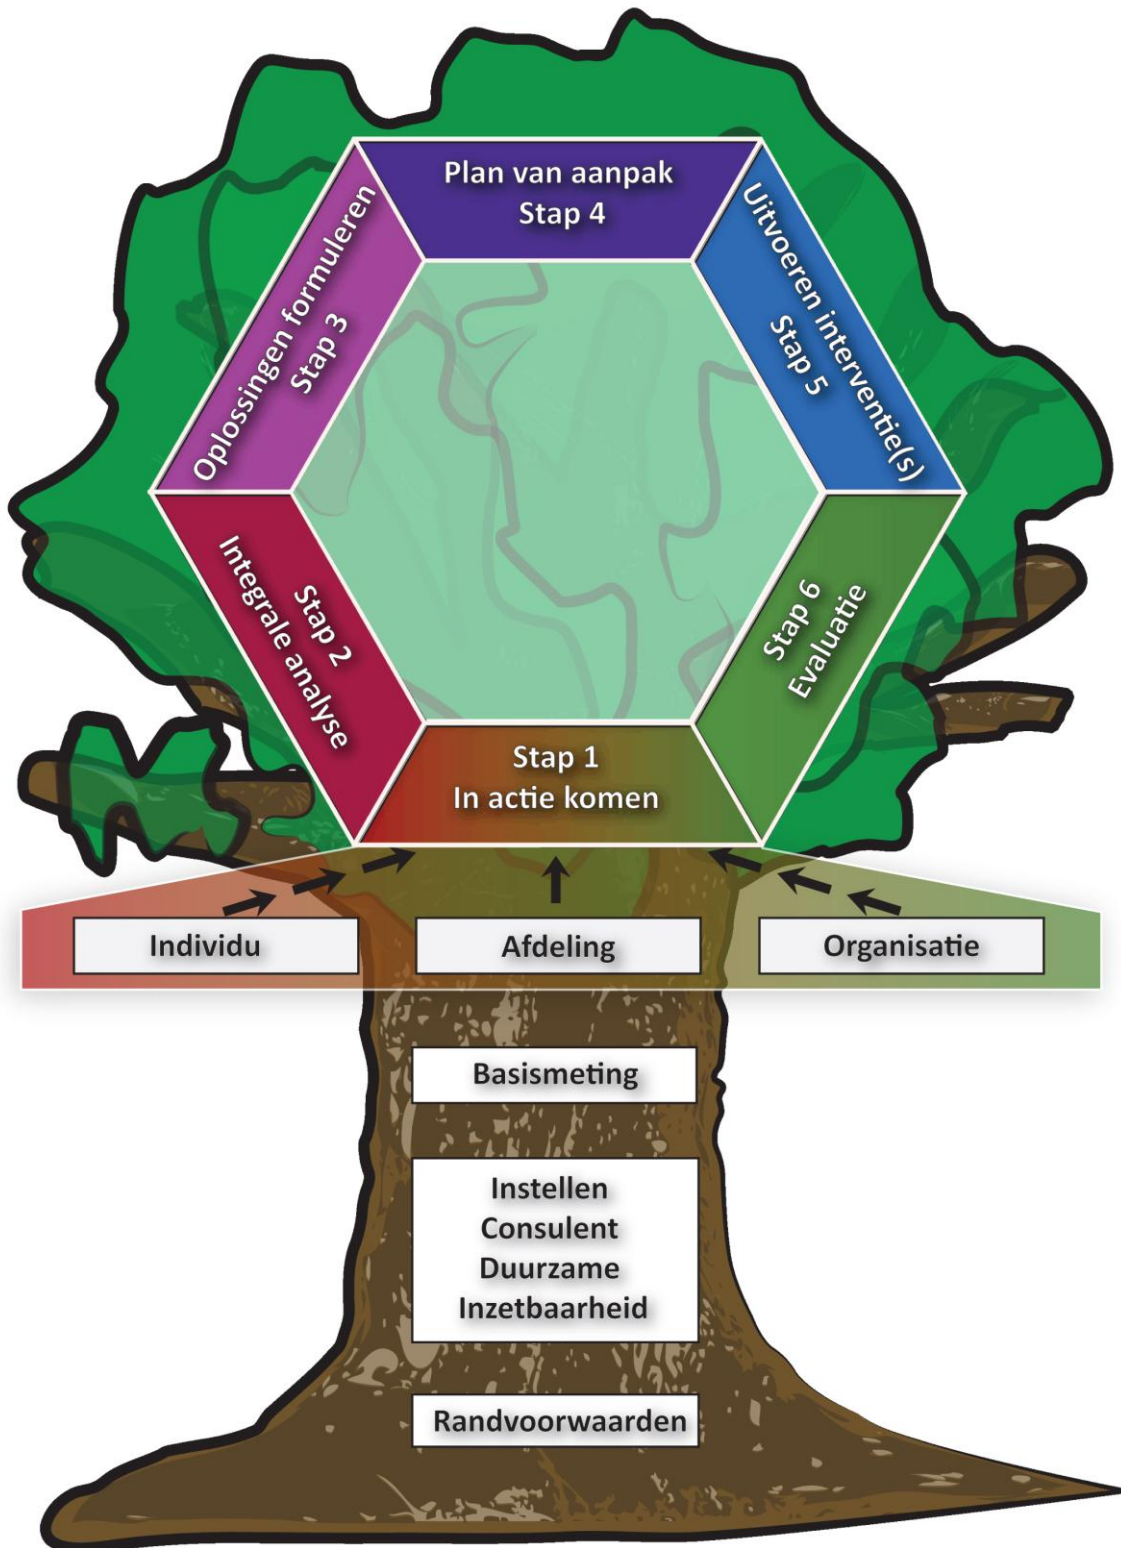 Plan van aanpak
Stap 4
Oplossingen formuleren
Stap 3
Uitvoeren interventie(s)
Stap 5
Stap 2
Integrale analyse
Stap 6
Evaluatie
Stap 1
In actie komen
Individu
Afdeling
Organisatie
Basismeting
Instellen
Consulent
Duurzame
Inzetbaarheid
Randvoorwaarden